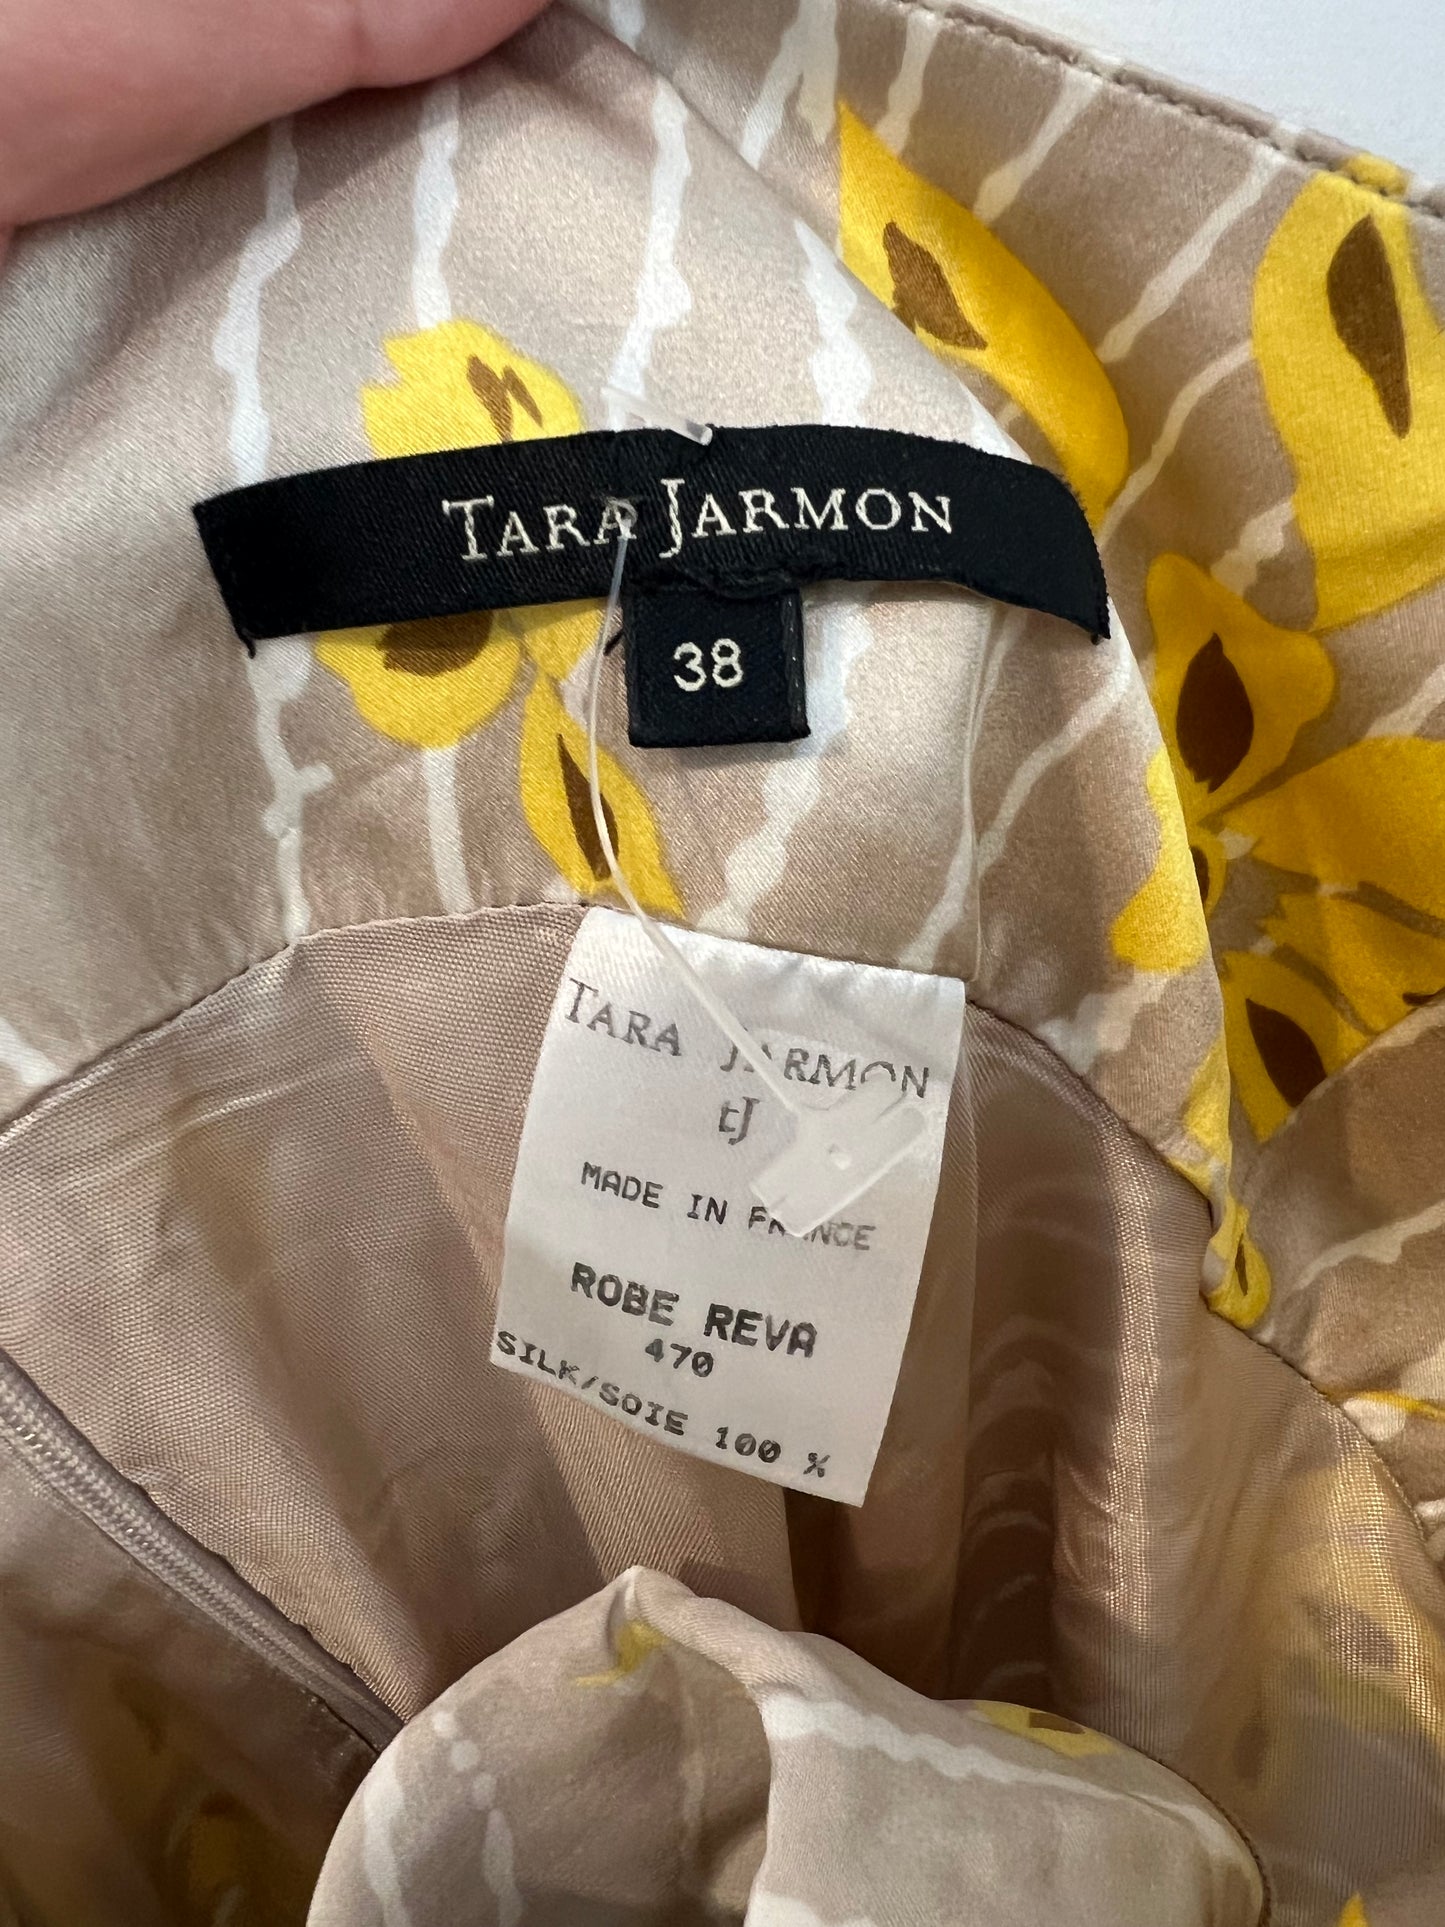 TARA JARMON
38
TARA JARMON
tJ
MADE IN FRANCE
ROBE REVA
470
SILK/SOIE 100 %